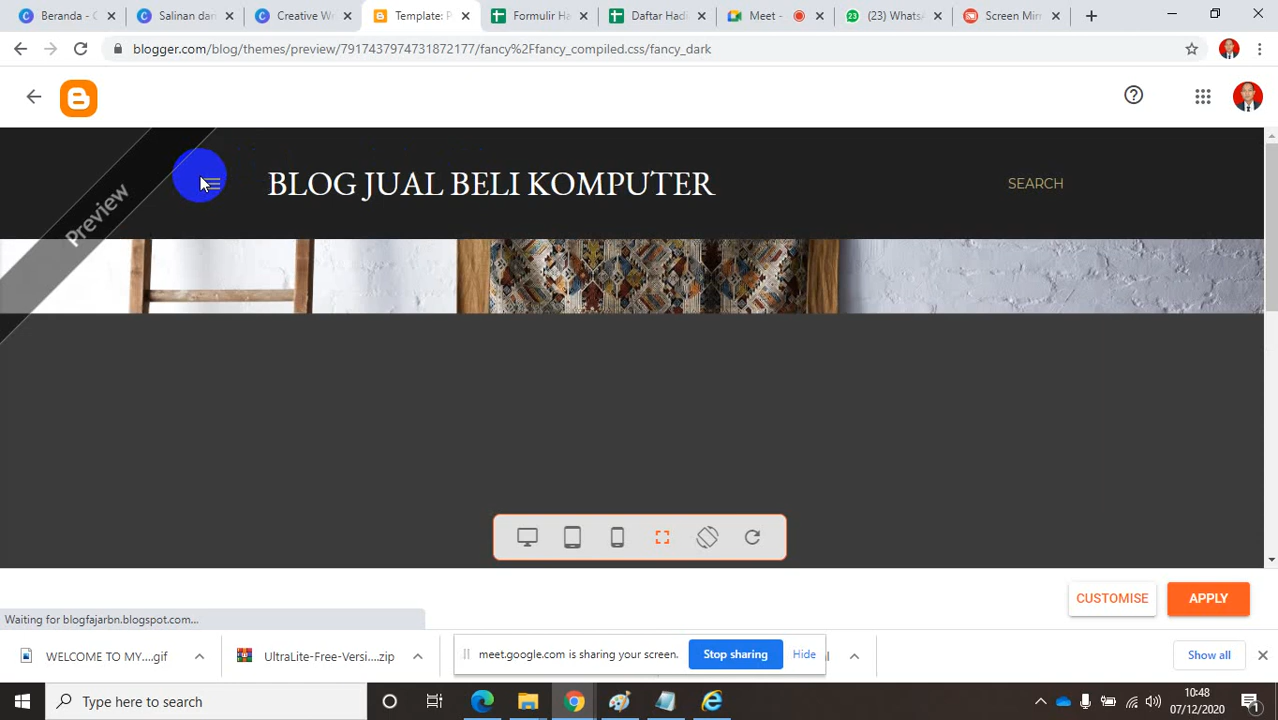 Beranda - C
Salinan dar
Creative Wr
Template: P
Formulir Ha
Daftar Hadi
Meet -
(23) WhatsA
Screen Mirr
blogger.com/blog/themes/preview/7917437974731872177/fancy%2Ffancy_compiled.css/fancy_dark
Preview
BLOG JUAL BELI KOMPUTER
SEARCH
CUSTOMISE
APPLY
Waiting for blogfajarbn.blogspot.com...
WELCOME TO MY....gif
UltraLite-Free-Versi....zip
meet.google.com is sharing your screen.
Stop sharing
Hide
Show all
Type here to search
10:48
07/12/2020